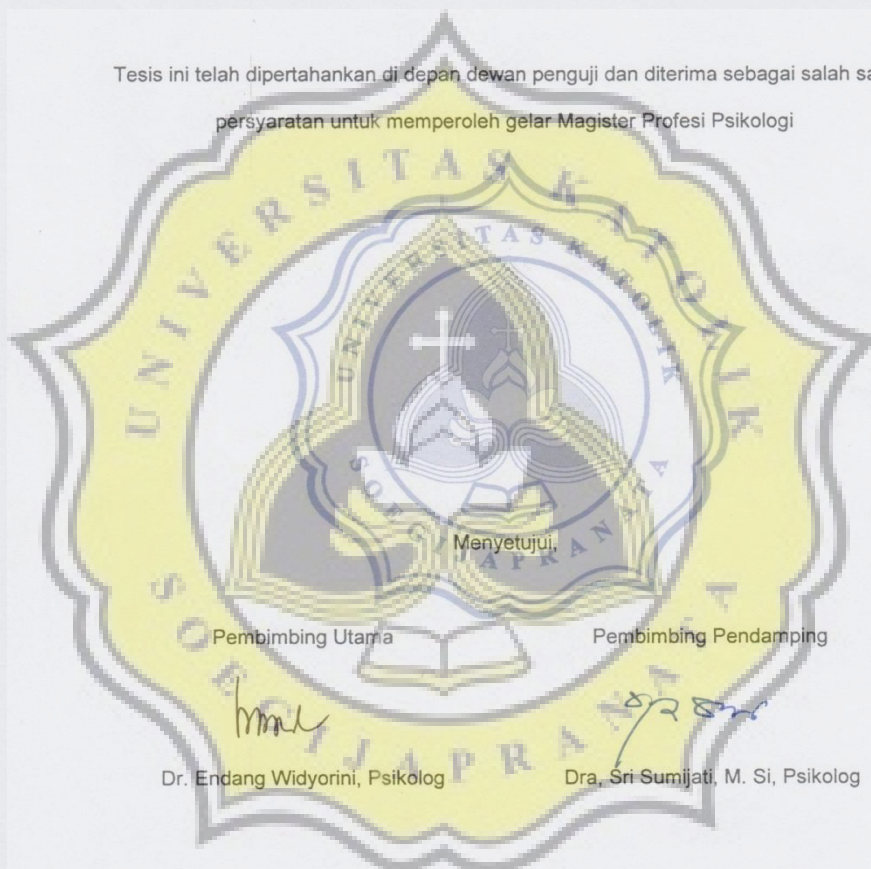 Tesis ini telah dipertahankan di depan dewan penguji dan diterima sebagai salah sa
persyaratan untuk memperoleh gelar Magister Profesi Psikologi
UNIVERSITAS KATOLIK
SOEGIJAPRANATA
UNIVERSITAS KATOLIK
SOEGIJAPRANATA
Menyetujui,
Pembimbing Utama Pembimbing Pendamping
Dr. Endang Widyorini, Psikolog Dra, Sri Sumijati, M. Si, Psikolog